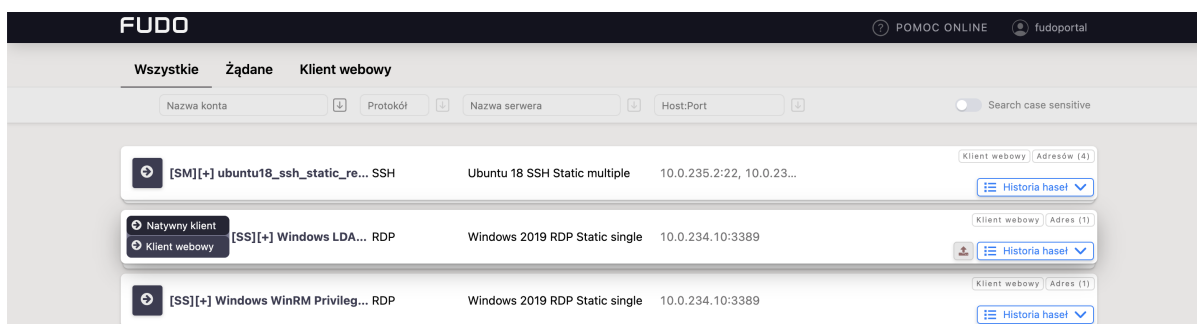 FUDO
POMOC ONLINE fudoportal
Wszystkie Żądane Klient webowy
Nazwa konta Protokół Nazwa serwera Host:Port Search case sensitive
Klient webowy Adresów (4)
[SM][+] ubuntu18_ssh_static_re... SSH Ubuntu 18 SSH Static multiple 10.0.235.2:22, 10.0.23...
Historia haseł
Klient webowy Adres (1)
Natywny klient
Klient webowy
[SS][+] Windows LDA... RDP Windows 2019 RDP Static single 10.0.234.10:3389
Historia haseł
Klient webowy Adres (1)
[SS][+] Windows WinRM Privileg... RDP Windows 2019 RDP Static single 10.0.234.10:3389
Historia haseł